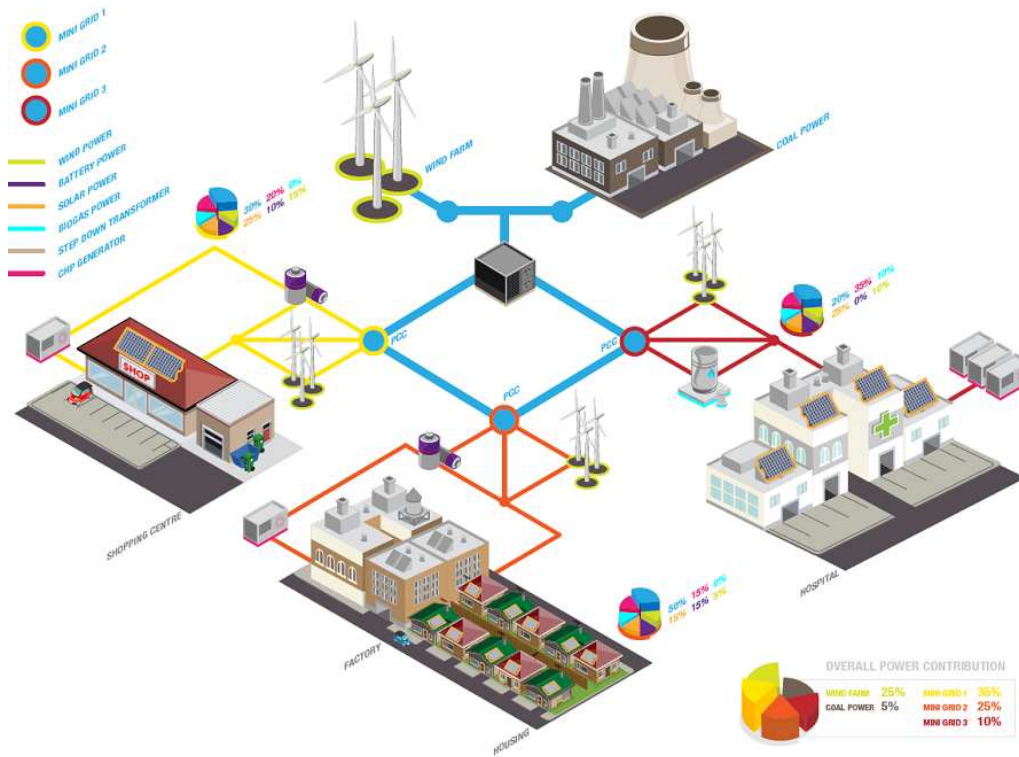 MINI GRID 1
MINI GRID 2
MINI GRID 3
WIND POWER
BATTERY POWER
SOLAR POWER
BIOGAS POWER
STEP DOWN TRANSFORMER
CHP GENERATOR
WIND FARM
COAL POWER
30% 20% 0%
25% 10% 15%
20% 35% 10%
25% 0% 10%
PCC
PCC
PCC
SHOP
SHOPPING CENTRE
HOSPITAL
FACTORY
HOUSING
50% 15% 0%
15% 15% 5%
OVERALL POWER CONTRIBUTION
WIND FARM 25% MINI GRID 1 35%
COAL POWER 5% MINI GRID 2 25%
MINI GRID 3 10%